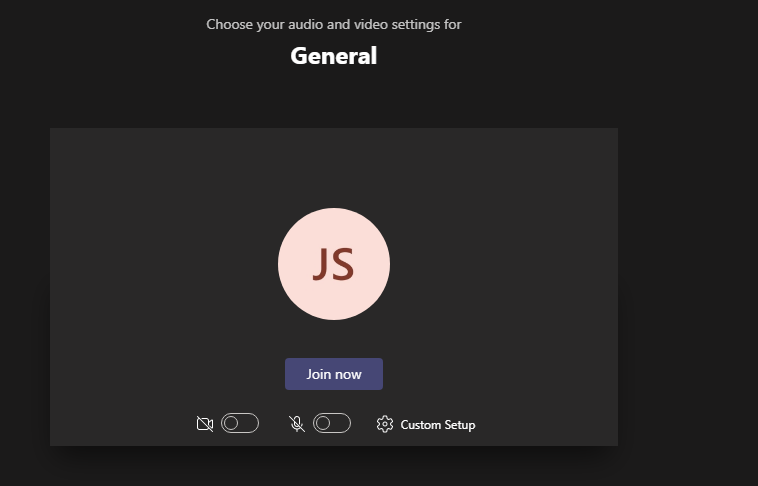 Choose your audio and video settings for
General
JS
Join now
Custom Setup